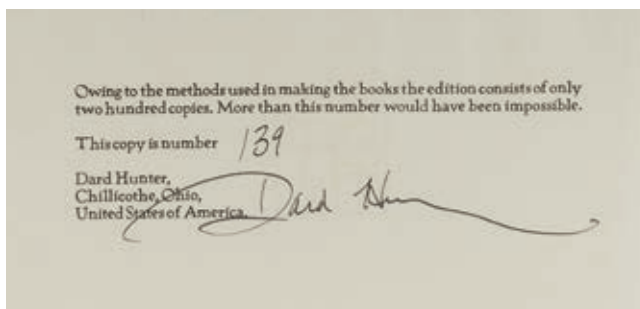 Owing to the methods used in making the books the edition consists of only
two hundred copies. More than this number would have been impossible.
This copy is number 139
Dard Hunter,
Chillicothe, Ohio,
United States of America.
Dard Hunter